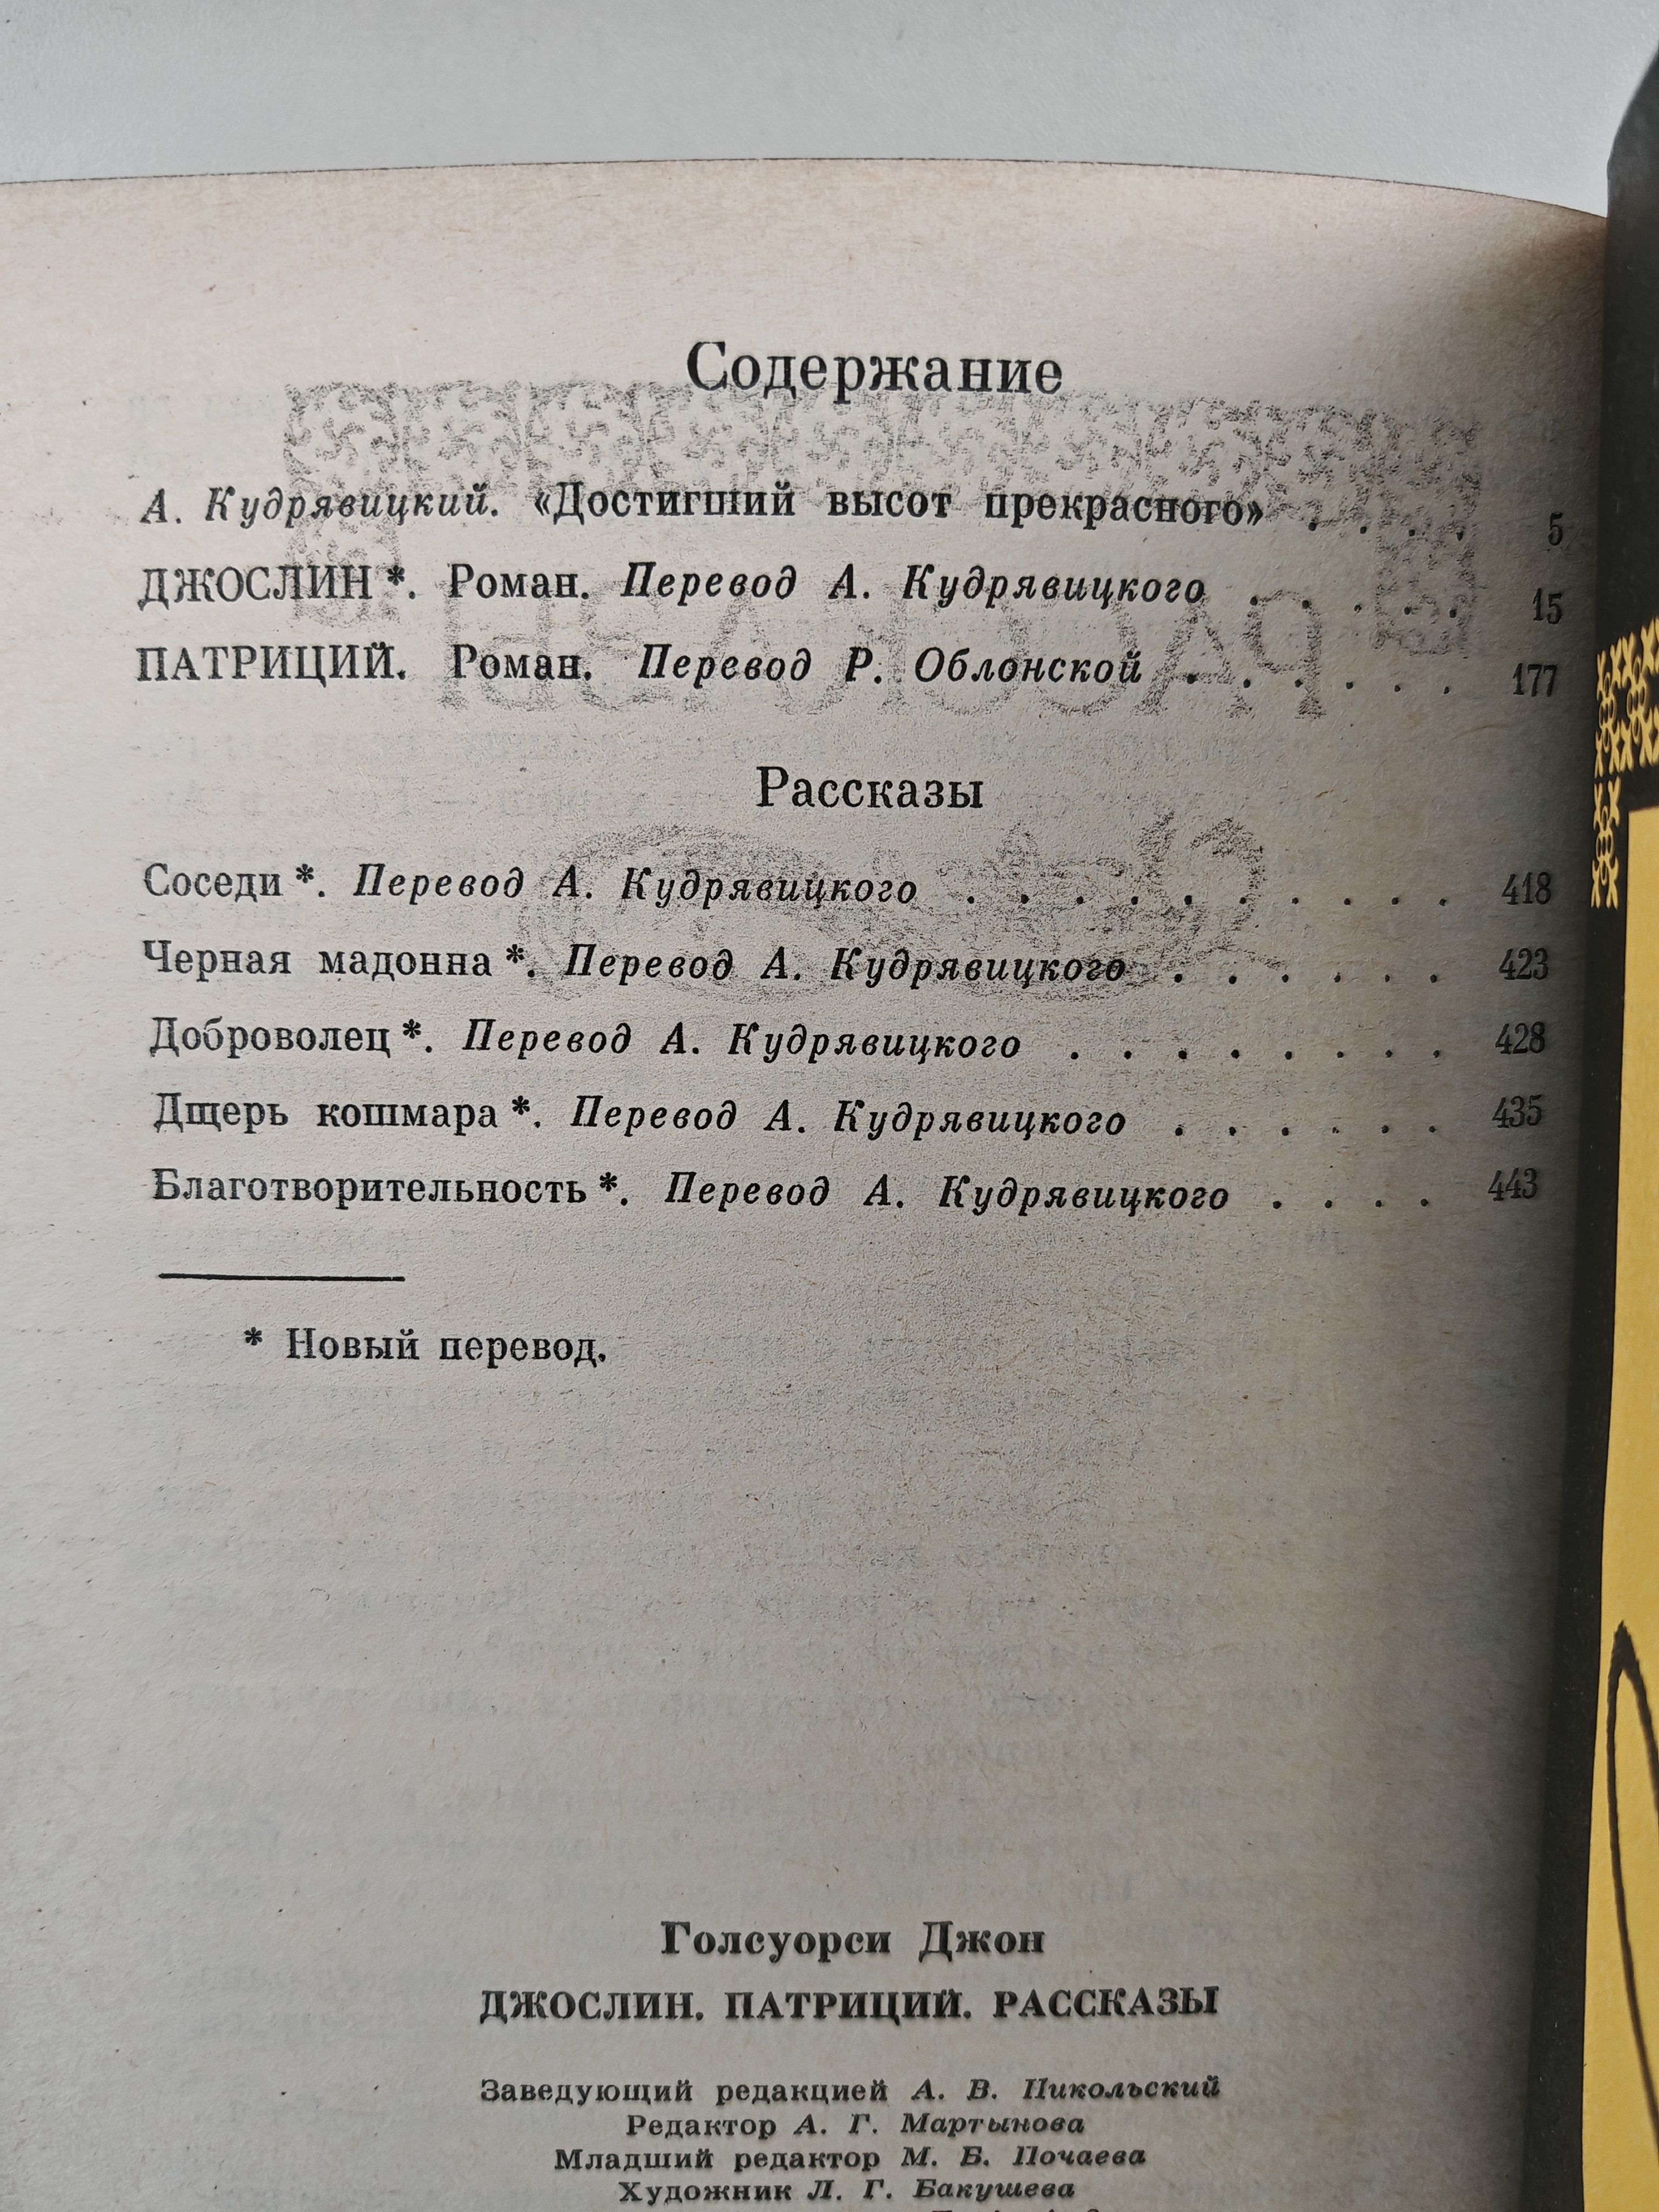 Содержание
А. Кудрявицкий. «Достигший высот прекрасного» . . . . 5
ДЖОСЛИН *. Роман. Перевод А. Кудрявицкого . . . . . 15
ПАТРИЦИЙ. Роман. Перевод Р. Облонской . . . . . . 177
Рассказы
Соседи *. Перевод А. Кудрявицкого . . . . . . . . . . 418
Черная мадонна *. Перевод А. Кудрявицкого . . . . . . 423
Доброволец *. Перевод А. Кудрявицкого . . . . . . . . 428
Дщерь кошмара *. Перевод А. Кудрявицкого . . . . . . 435
Благотворительность *. Перевод А. Кудрявицкого . . . . 443
* Новый перевод.
Голсуорси Джон
ДЖОСЛИН. ПАТРИЦИЙ. РАССКАЗЫ
Заведующий редакцией А. В. Никольский
Редактор А. Г. Мартынова
Младший редактор М. Б. Почаева
Художник Л. Г. Бакушева